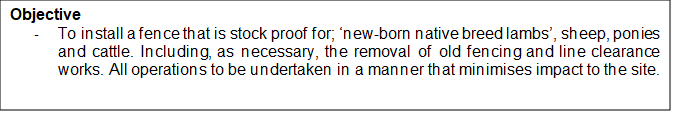 Objective
- To install a fence that is stock proof for; ‘new-born native breed lambs’, sheep, ponies
and cattle. Including, as necessary, the removal of old fencing and line clearance
works. All operations to be undertaken in a manner that minimises impact to the site.